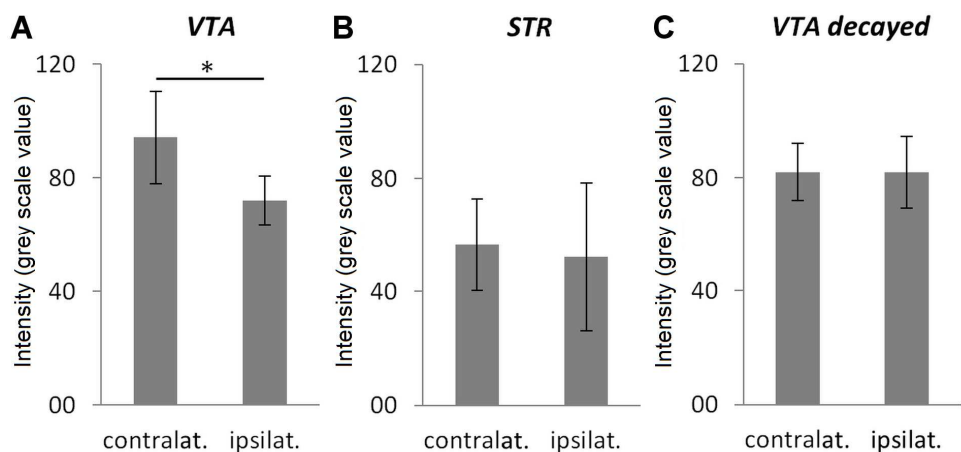 A
VTA
Intensity (grey scale value)
120
80
40
00
*
contralat. ipsilat.
B
STR
Intensity (grey scale value)
120
80
40
00
contralat. ipsilat.
C
VTA decayed
Intensity (grey scale value)
120
80
40
00
contralat. ipsilat.